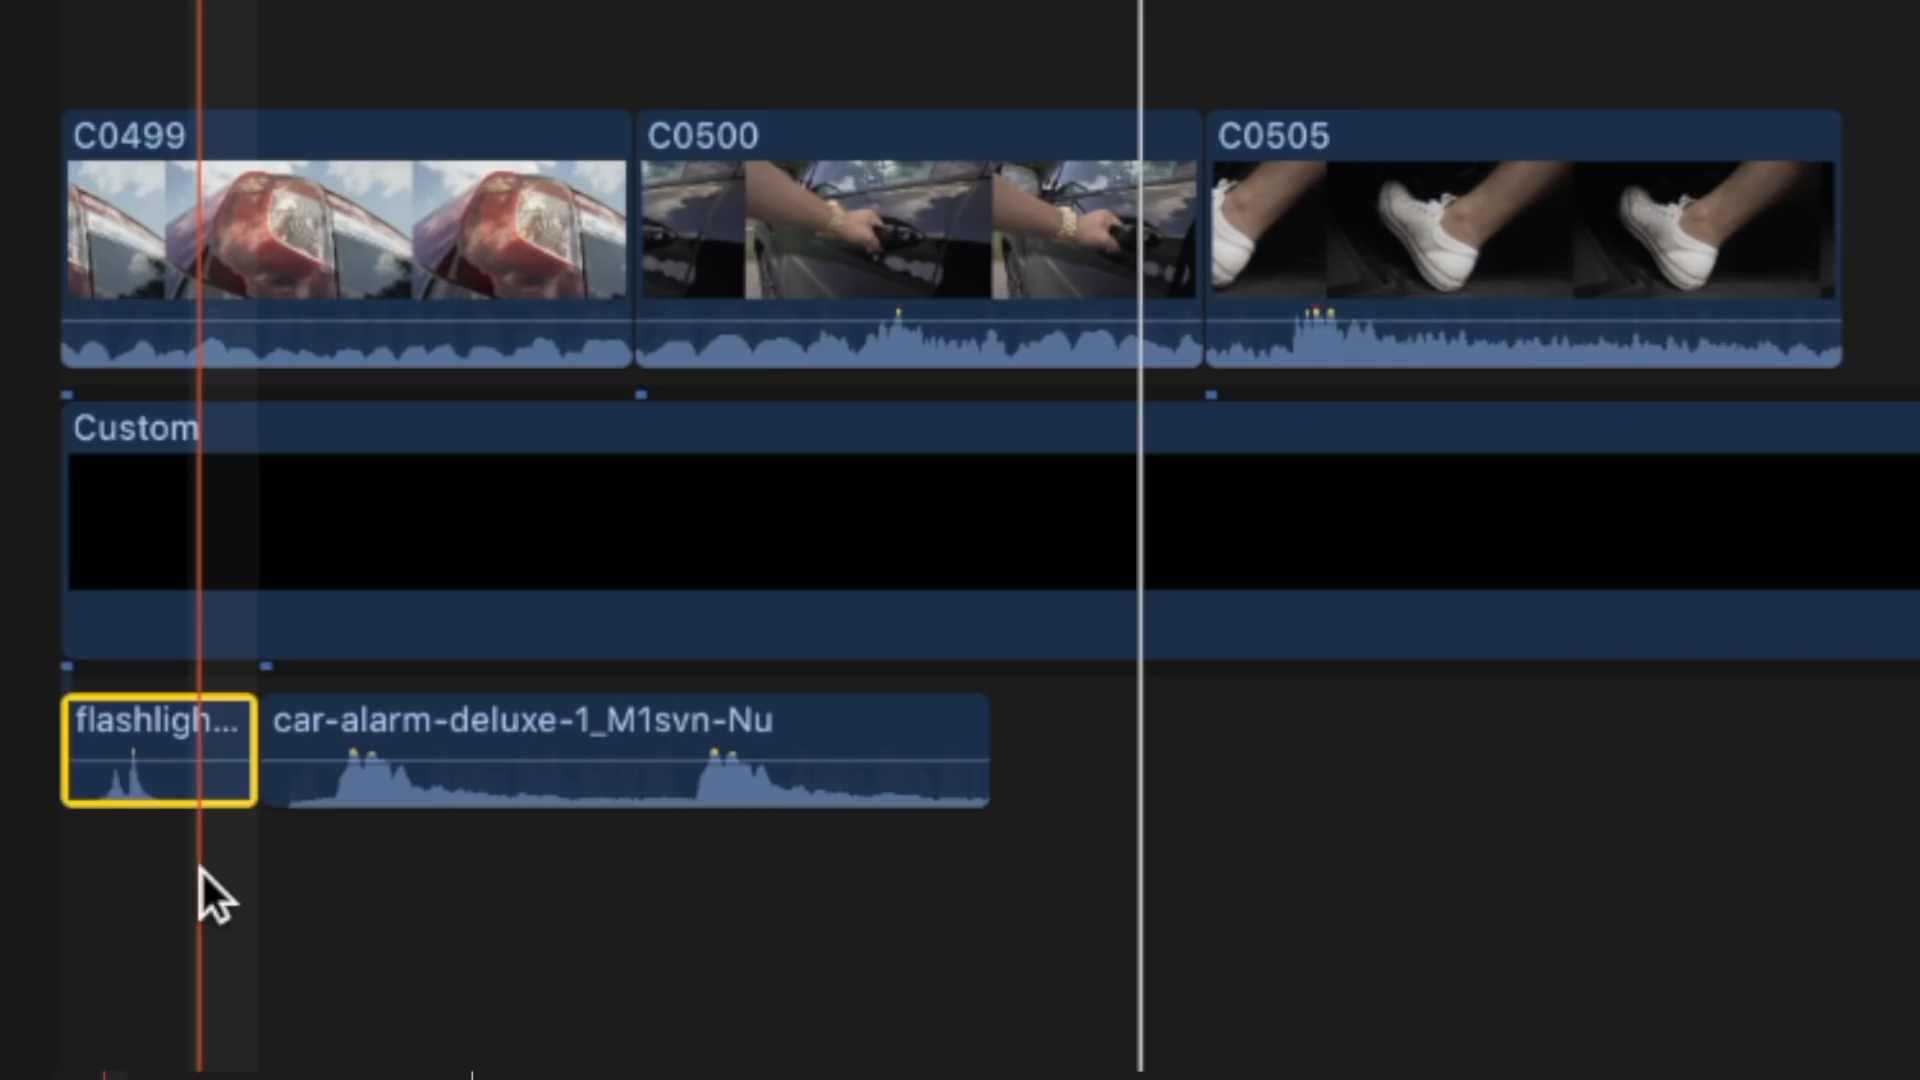 C0499
C0500
C0505
Custom
flashligh...
car-alarm-deluxe-1_M1svn-Nu